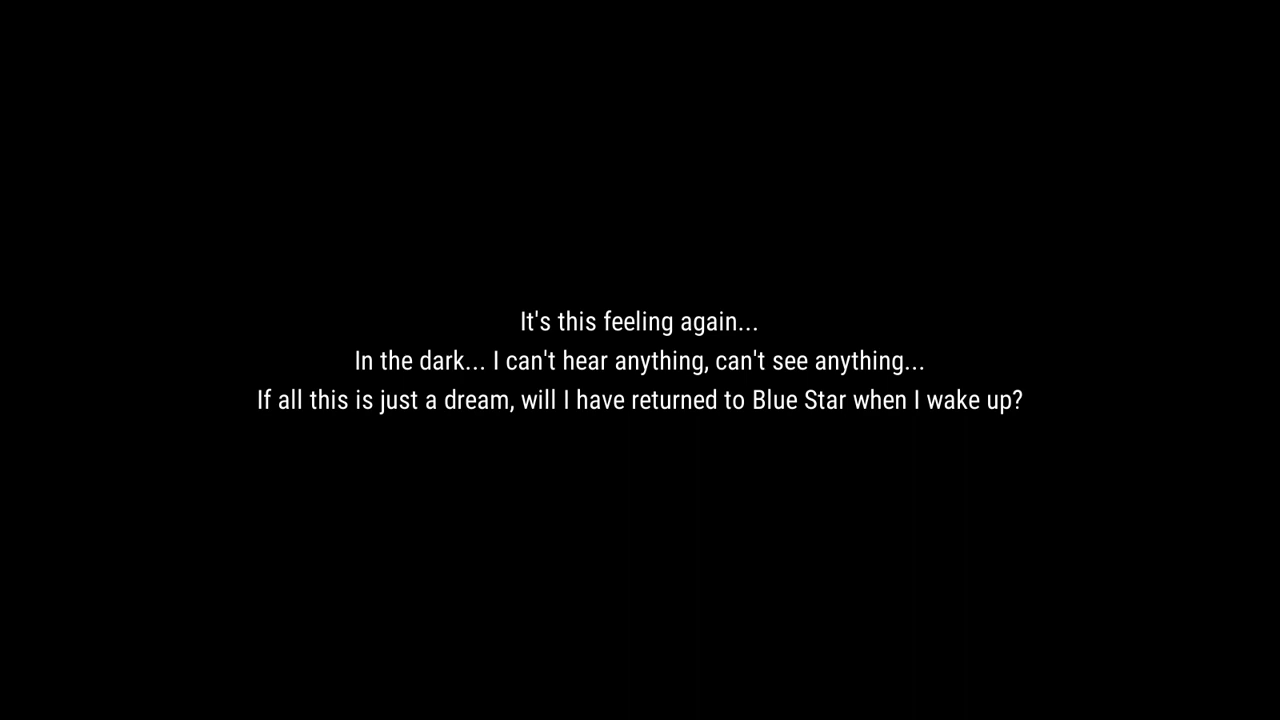 It's this feeling again...
In the dark... I can't hear anything, can't see anything...
If all this is just a dream, will I have returned to Blue Star when I wake up?